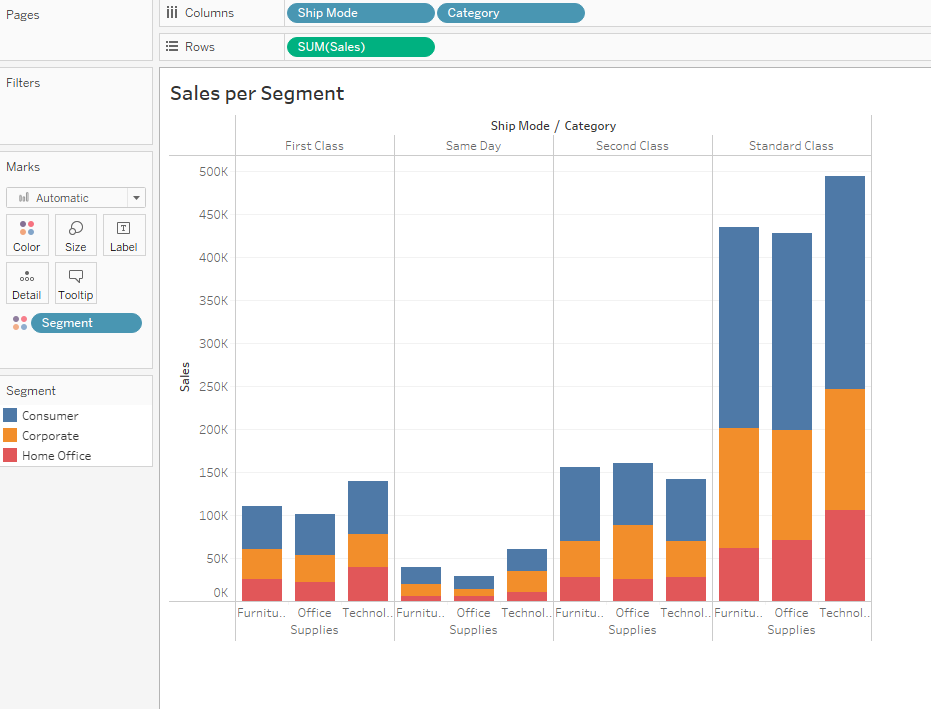 Pages
Columns
Ship Mode
Category
Rows
SUM(Sales)
Filters
Marks
Automatic
Color
Size
Label
Detail
Tooltip
Segment
Segment
Consumer
Corporate
Home Office
Sales per Segment
Ship Mode / Category
First Class
Same Day
Second Class
Standard Class
500K
450K
400K
350K
300K
250K
200K
150K
100K
50K
0K
Sales
Furnitu..
Office
Supplies
Technol..
Furnitu..
Office
Supplies
Technol..
Furnitu..
Office
Supplies
Technol..
Furnitu..
Office
Supplies
Technol..